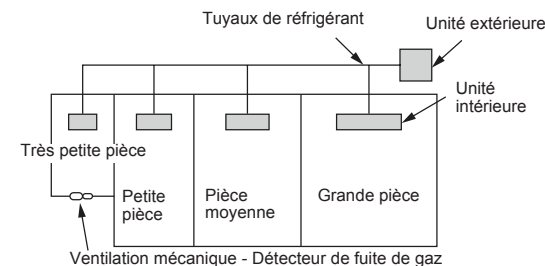 Tuyaux de réfrigérant
Unité extérieure
Unité
intérieure
Très petite pièce
Petite
pièce
Pièce
moyenne
Grande pièce
Ventilation mécanique - Détecteur de fuite de gaz